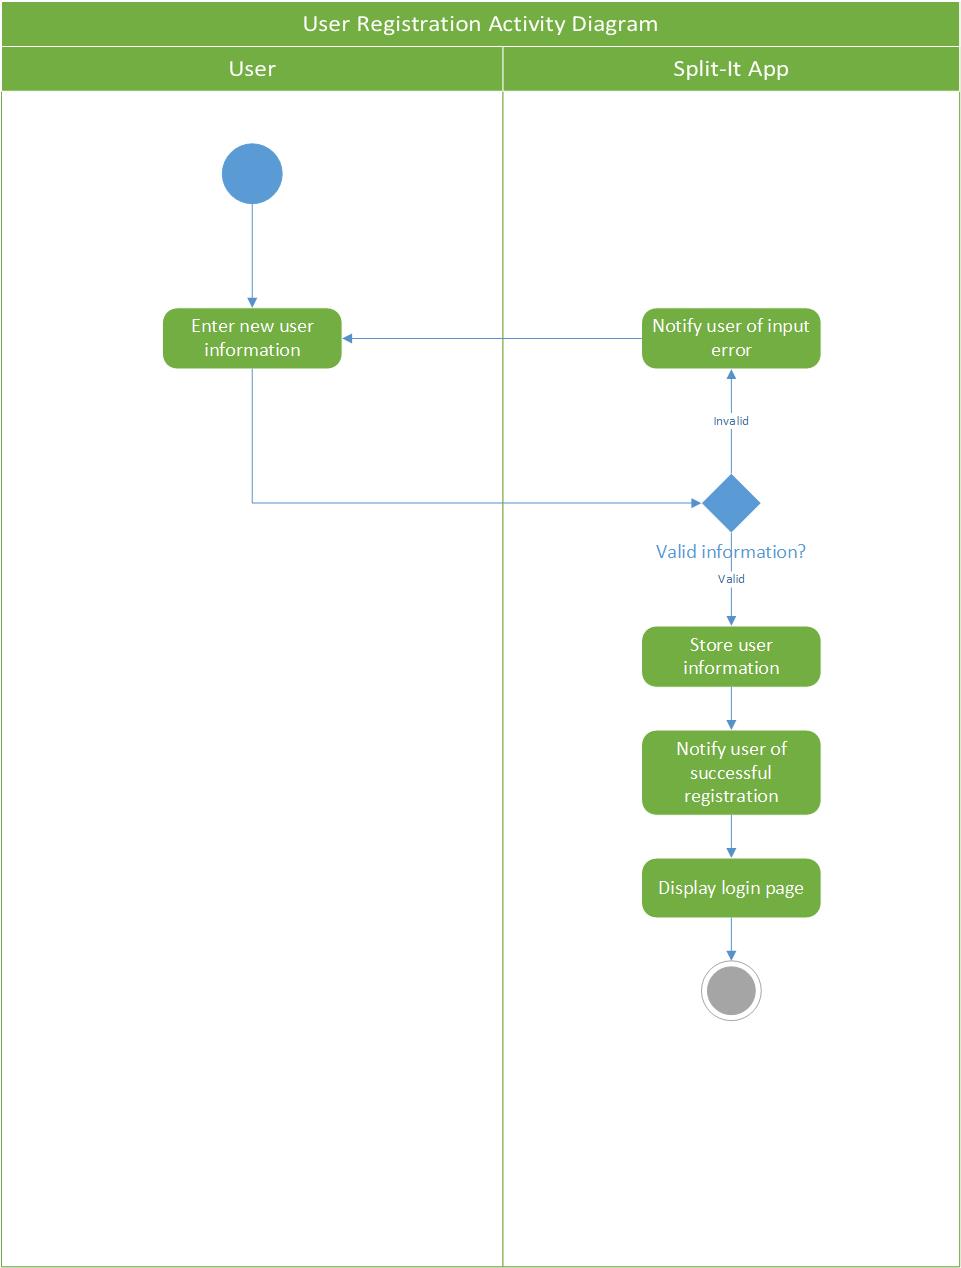 User Registration Activity Diagram
User
Split-It App
Enter new user
information
Notify user of input
error
Invalid
Valid information?
Valid
Store user
information
Notify user of
successful
registration
Display login page